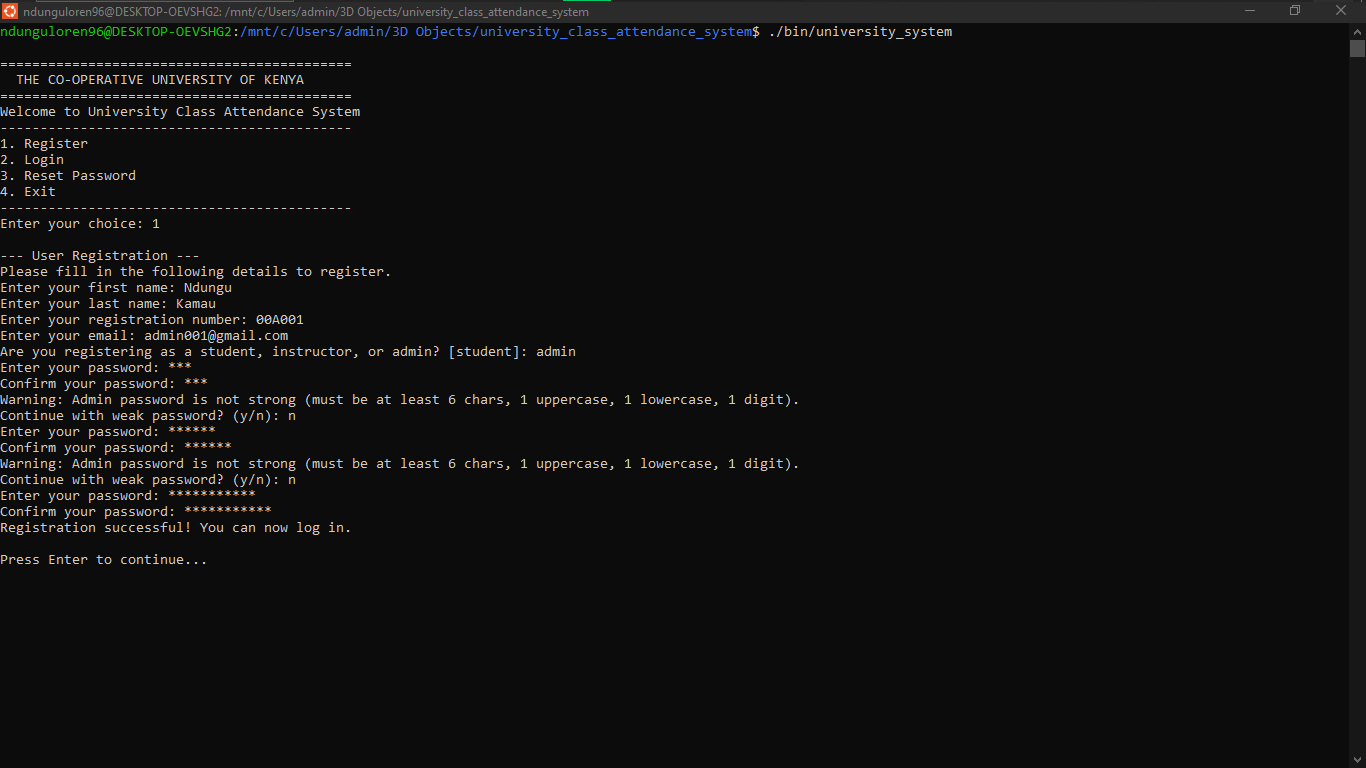 ndunguloren96@DESKTOP-OEVSHG2: /mnt/c/Users/admin/3D Objects/university_class_attendance_system
ndunguloren96@DESKTOP-OEVSHG2:/mnt/c/Users/admin/3D Objects/university_class_attendance_system$ ./bin/university_system
============================================
THE CO-OPERATIVE UNIVERSITY OF KENYA
============================================
Welcome to University Class Attendance System
--------------------------------------------
1. Register
2. Login
3. Reset Password
4. Exit
--------------------------------------------
Enter your choice: 1
--- User Registration ---
Please fill in the following details to register.
Enter your first name: Ndungu
Enter your last name: Kamau
Enter your registration number: 00A001
Enter your email: admin001@gmail.com
Are you registering as a student, instructor, or admin? [student]: admin
Enter your password: ***
Confirm your password: ***
Warning: Admin password is not strong (must be at least 6 chars, 1 uppercase, 1 lowercase, 1 digit).
Continue with weak password? (y/n): n
Enter your password: ******
Confirm your password: ******
Warning: Admin password is not strong (must be at least 6 chars, 1 uppercase, 1 lowercase, 1 digit).
Continue with weak password? (y/n): n
Enter your password: ***********
Confirm your password: ***********
Registration successful! You can now log in.
Press Enter to continue...